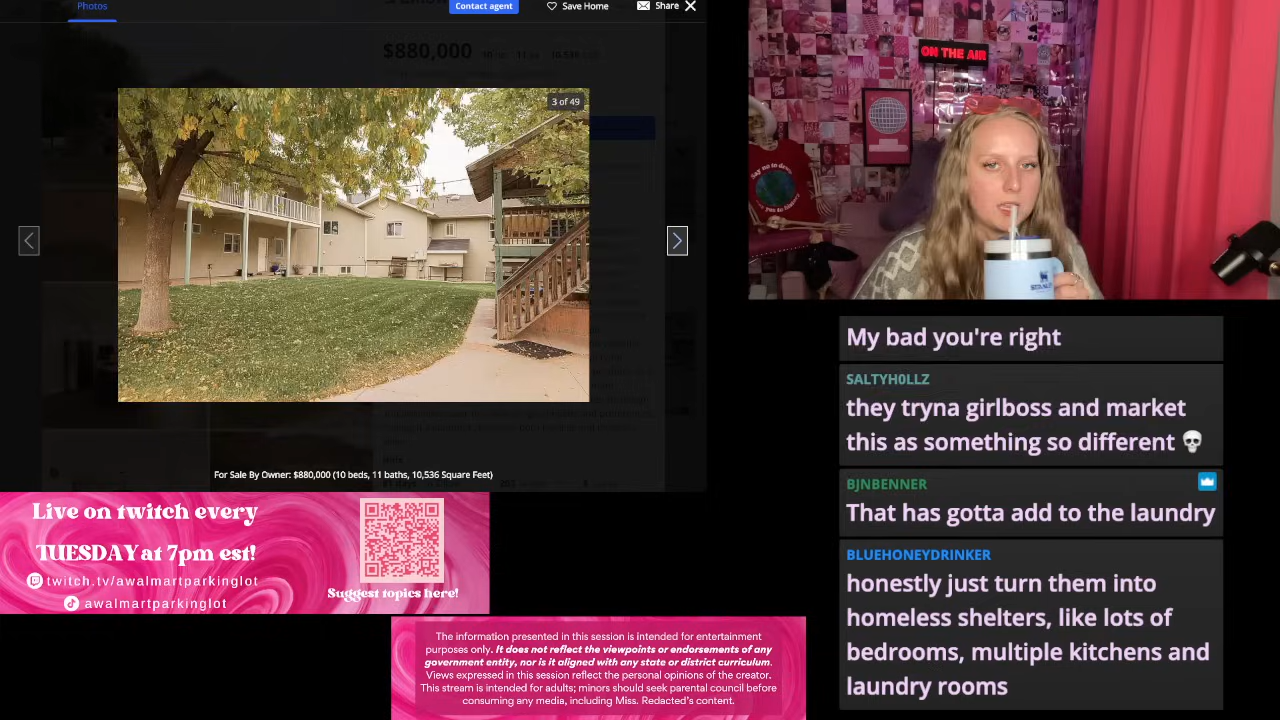 Photos
Contact agent
Save Home
Share
$880,000
3 of 49
For Sale By Owner: $880,000 (10 beds, 11 baths, 10,536 Square Feet)
ON THE AIR
My bad you're right
SALTYH0LLZ
they tryna girlboss and market
this as something so different 💀
BJNBENNER
That has gotta add to the laundry
BLUEHONEYDRINKER
honestly just turn them into
homeless shelters, like lots of
bedrooms, multiple kitchens and
laundry rooms
Live on twitch every
TUESDAY at 7pm est!
twitch.tv/awalmartparkinglot
awalmartparkinglot
Suggest topics here!
The information presented in this session is intended for entertainment
purposes only. It does not reflect the viewpoints or endorsements of any
government entity, nor is it aligned with any state or district curriculum.
Views expressed in this session reflect the personal opinions of the creator.
This stream is intended for adults; minors should seek parental council before
consuming any media, including Miss. Redacted's content.